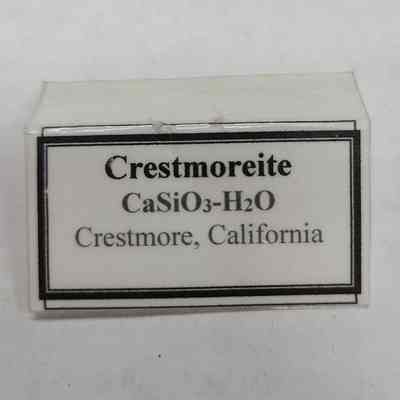 Crestmoreite
CaSiO₃-H₂O
Crestmore, California